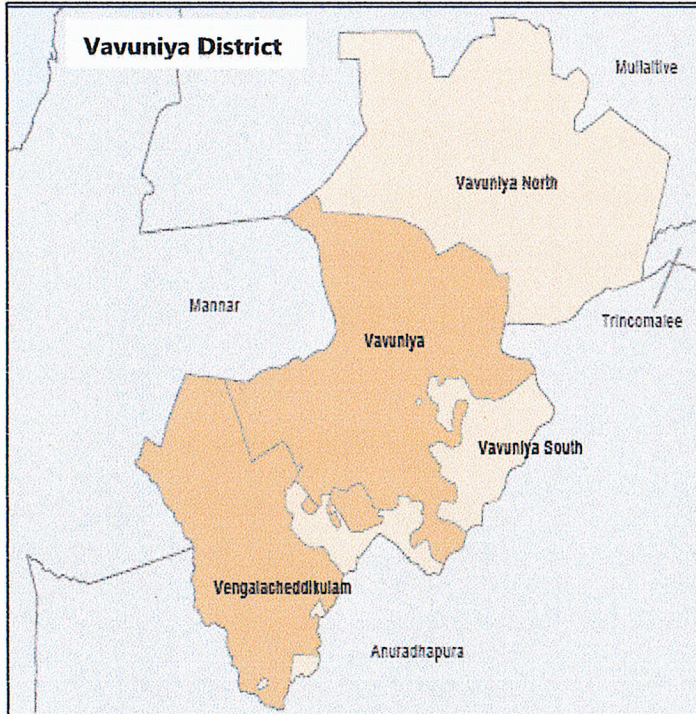 Vavuniya District
Mullaitive
Vavuniya North
Mannar
Trincomalee
Vavuniya
Vavuniya South
Vengalacheddikulam
Anuradhapura